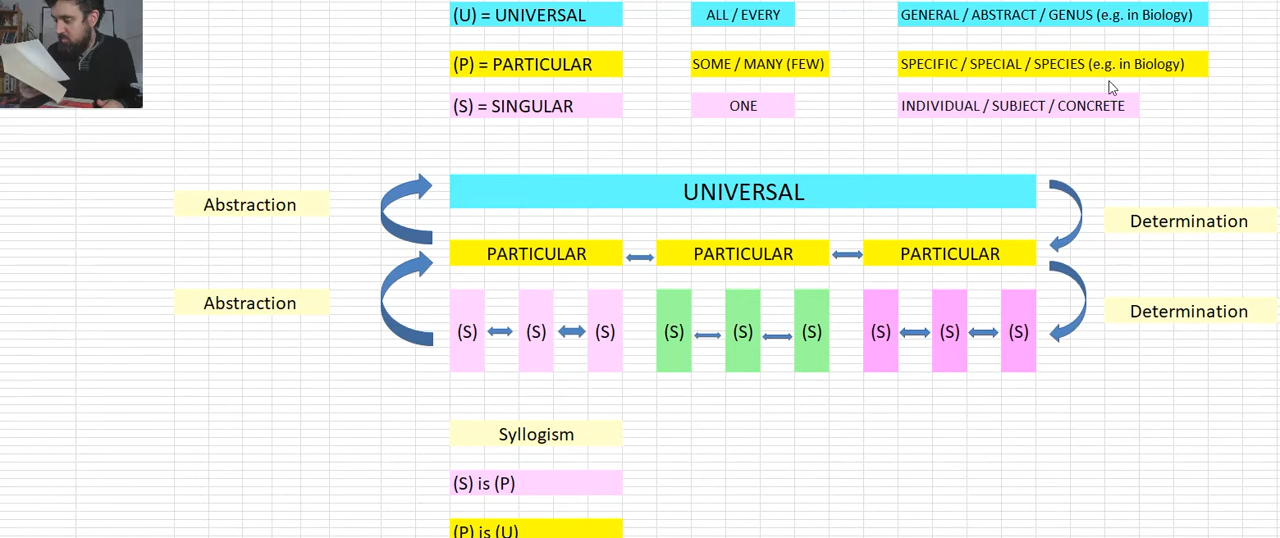 (U) = UNIVERSAL ALL / EVERY GENERAL / ABSTRACT / GENUS (e.g. in Biology)
(P) = PARTICULAR SOME / MANY (FEW) SPECIFIC / SPECIAL / SPECIES (e.g. in Biology)
(S) = SINGULAR ONE INDIVIDUAL / SUBJECT / CONCRETE
UNIVERSAL
Abstraction
Determination
PARTICULAR PARTICULAR PARTICULAR
Abstraction
Determination
(S) (S) (S) (S) (S) (S) (S) (S) (S)
Syllogism
(S) is (P)
(P) is (U)